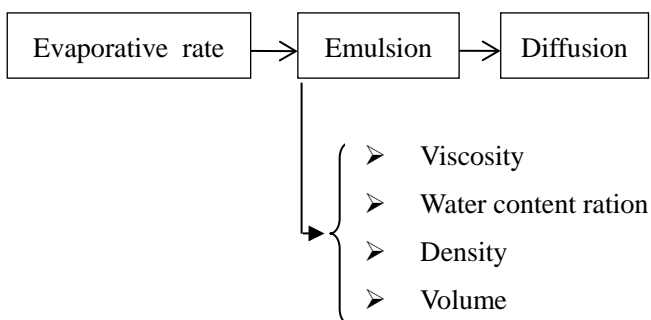 Evaporative rate
Emulsion
Diffusion
➢ Viscosity
➢ Water content ration
➢ Density
➢ Volume